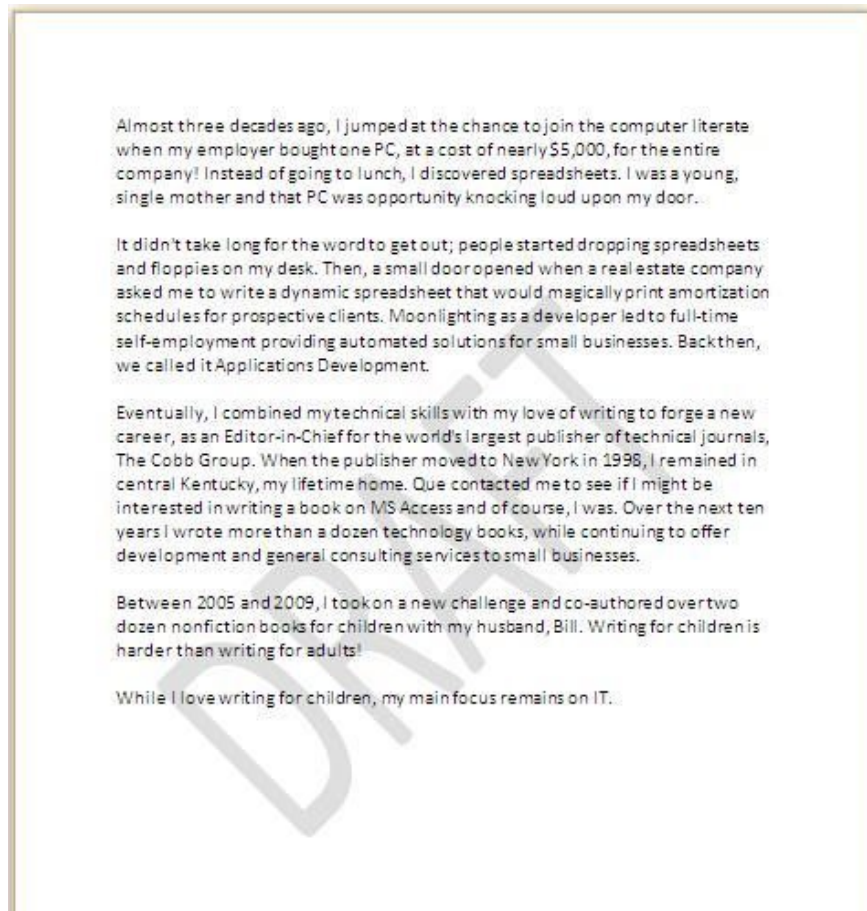 Almost three decades ago, I jumped at the chance to join the computer literate
when my employer bought one PC, at a cost of nearly $5,000, for the entire
company! Instead of going to lunch, I discovered spreadsheets. I was a young,
single mother and that PC was opportunity knocking loud upon my door.
It didn't take long for the word to get out; people started dropping spreadsheets
and floppies on my desk. Then, a small door opened when a real estate company
asked me to write a dynamic spreadsheet that would magically print amortization
schedules for prospective clients. Moonlighting as a developer led to full-time
self-employment providing automated solutions for small businesses. Back then,
we called it Applications Development.
Eventually, I combined my technical skills with my love of writing to forge a new
career, as an Editor-in-Chief for the world's largest publisher of technical journals,
The Cobb Group. When the publisher moved to New York in 1998, I remained in
central Kentucky, my lifetime home. Que contacted me to see if I might be
interested in writing a book on MS Access and of course, I was. Over the next ten
years I wrote more than a dozen technology books, while continuing to offer
development and general consulting services to small businesses.
Between 2005 and 2009, I took on a new challenge and co-authored over two
dozen nonfiction books for children with my husband, Bill. Writing for children is
harder than writing for adults!
While I love writing for children, my main focus remains on IT.
DRAFT